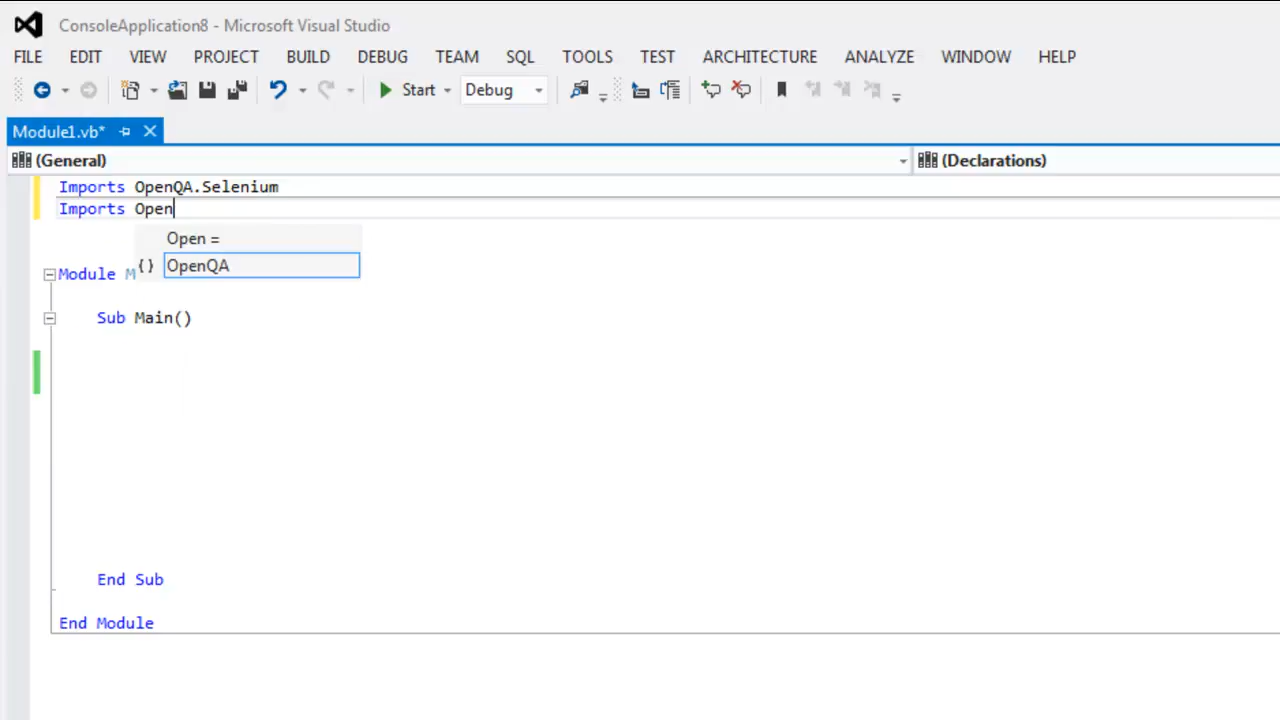 ConsoleApplication8 - Microsoft Visual Studio
FILE EDIT VIEW PROJECT BUILD DEBUG TEAM SQL TOOLS TEST ARCHITECTURE ANALYZE WINDOW HELP
Start Debug
Module1.vb*
(General) (Declarations)
Imports OpenQA.Selenium
Imports Open
Open =
{} OpenQA
Module M
Sub Main()
End Sub
End Module